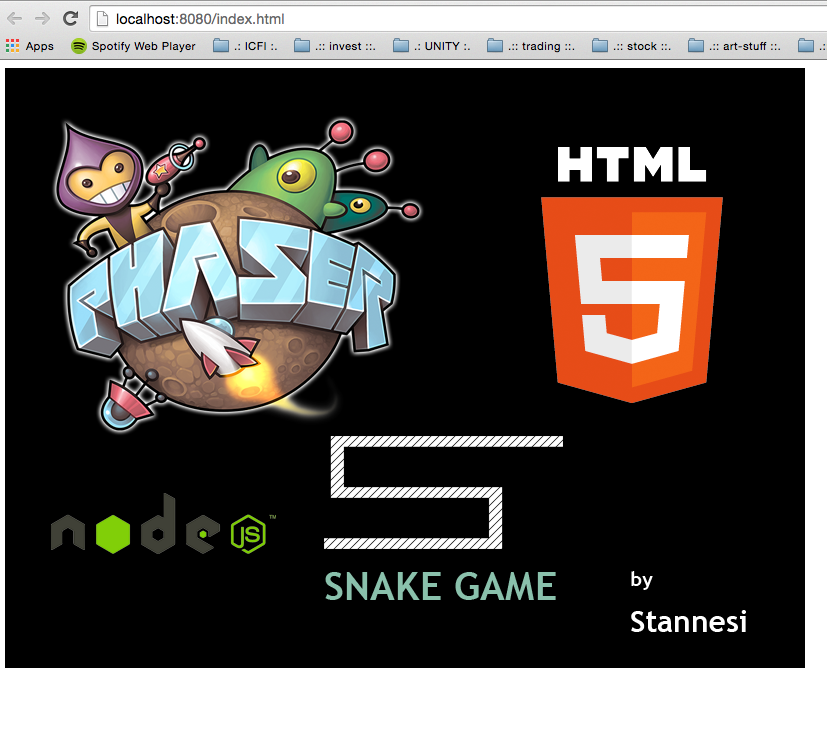 localhost:8080/index.html
Apps
Spotify Web Player
.: ICFI :.
.:: invest ::.
.: UNITY :.
.:: trading ::.
.:: stock ::.
.:: art-stuff ::.
.:
PHASER
HTML
5
node JS ™
SNAKE GAME
by
Stannesi